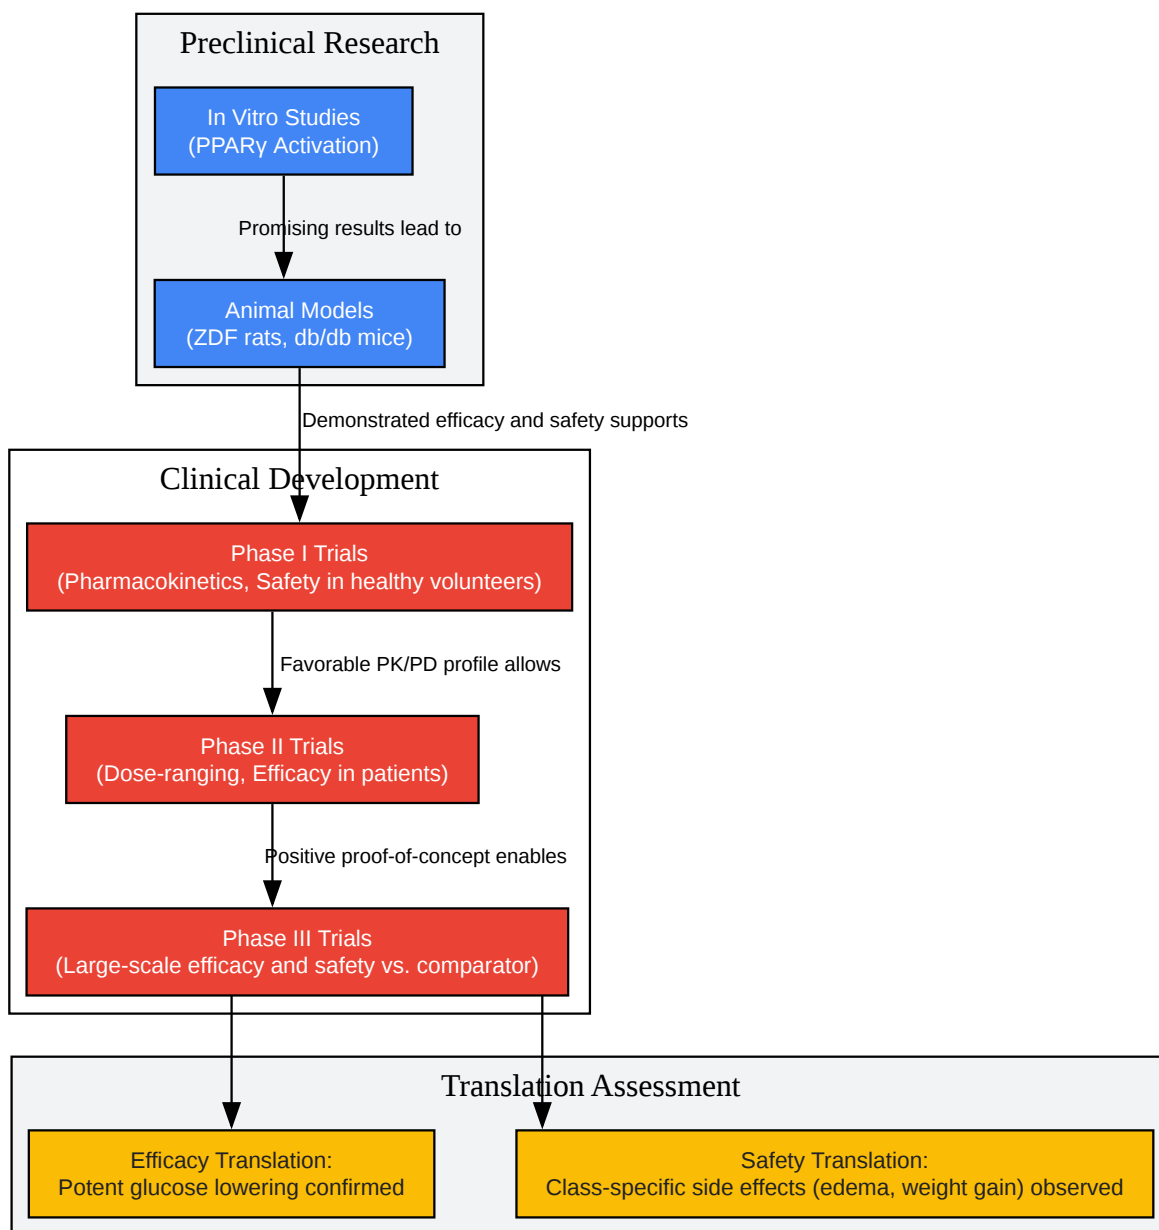 Preclinical Research
In Vitro Studies
(PPARγ Activation)
Promising results lead to
Animal Models
(ZDF rats, db/db mice)
Demonstrated efficacy and safety supports
Clinical Development
Phase I Trials
(Pharmacokinetics, Safety in healthy volunteers)
Favorable PK/PD profile allows
Phase II Trials
(Dose-ranging, Efficacy in patients)
Positive proof-of-concept enables
Phase III Trials
(Large-scale efficacy and safety vs. comparator)
Translation Assessment
Efficacy Translation:
Potent glucose lowering confirmed
Safety Translation:
Class-specific side effects (edema, weight gain) observed